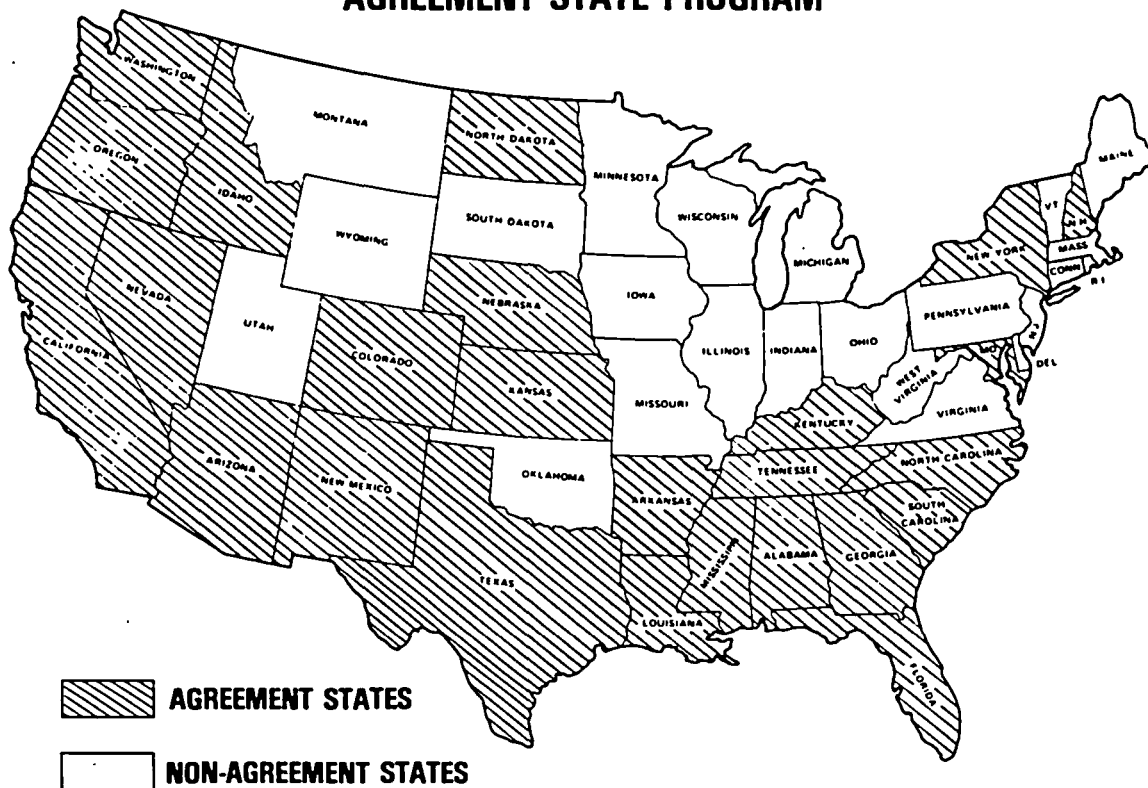 AGREEMENT STATE PROGRAM
WASHINGTON
MONTANA
NORTH DAKOTA
MINNESOTA
MAINE
OREGON
IDAHO
SOUTH DAKOTA
WISCONSIN
VT
N H
WYOMING
MICHIGAN
NEW YORK
MASS
CONN
R I
NEVADA
NEBRASKA
IOWA
PENNSYLVANIA
N J
UTAH
CALIFORNIA
COLORADO
ILLINOIS
INDIANA
OHIO
MD
DEL
KANSAS
MISSOURI
WEST
VIRGINIA
VIRGINIA
KENTUCKY
ARIZONA
NEW MEXICO
OKLAHOMA
TENNESSEE
NORTH CAROLINA
ARKANSAS
SOUTH
CAROLINA
MISSISSIPPI
ALABAMA
GEORGIA
TEXAS
LOUISIANA
FLORIDA
AGREEMENT STATES
NON-AGREEMENT STATES